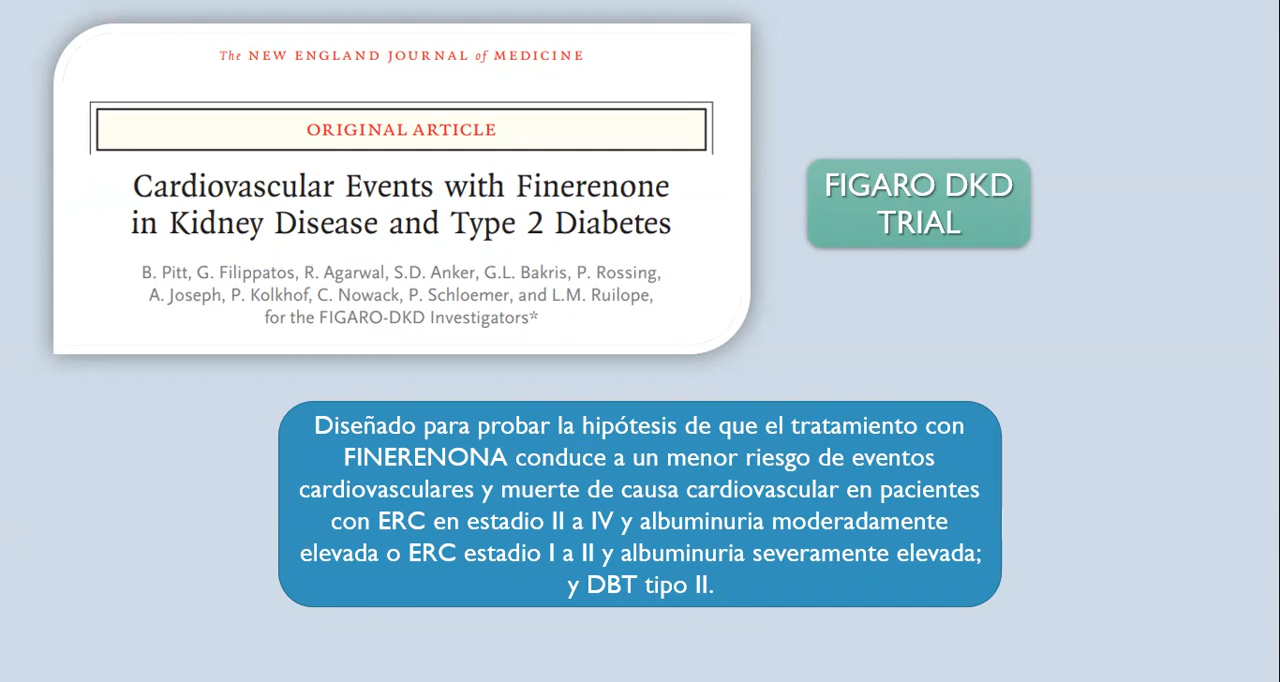 The NEW ENGLAND JOURNAL of MEDICINE
ORIGINAL ARTICLE
Cardiovascular Events with Finerenone
in Kidney Disease and Type 2 Diabetes
B. Pitt, G. Filippatos, R. Agarwal, S.D. Anker, G.L. Bakris, P. Rossing,
A. Joseph, P. Kolkhof, C. Nowack, P. Schloemer, and L.M. Ruilope,
for the FIGARO-DKD Investigators*
FIGARO DKD
TRIAL
Diseñado para probar la hipótesis de que el tratamiento con
FINERENONA conduce a un menor riesgo de eventos
cardiovasculares y muerte de causa cardiovascular en pacientes
con ERC en estadio II a IV y albuminuria moderadamente
elevada o ERC estadio I a II y albuminuria severamente elevada;
y DBT tipo II.